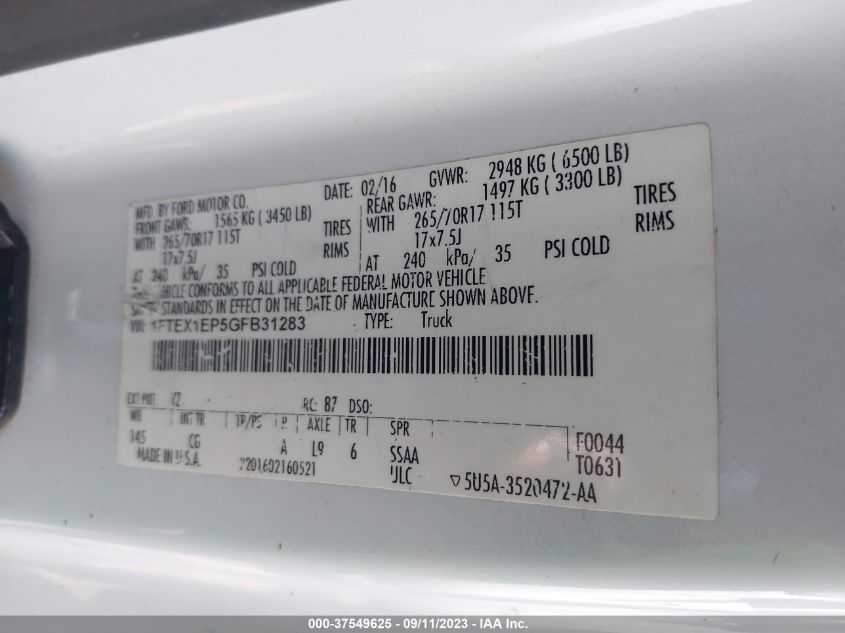 MFD. BY FORD MOTOR CO.
DATE: 02/16 GVWR: 2948 KG ( 6500 LB)
FRONT GAWR: 1565 KG ( 3450 LB) REAR GAWR: 1497 KG ( 3300 LB)
WITH 265/70R17 115T TIRES WITH 265/70R17 115T TIRES
17x7.5J RIMS 17x7.5J RIMS
AT 240 kPa/ 35 PSI COLD AT 240 kPa/ 35 PSI COLD
VEHICLE CONFORMS TO ALL APPLICABLE FEDERAL MOTOR VEHICLE
STANDARDS IN EFFECT ON THE DATE OF MANUFACTURE SHOWN ABOVE.
VIN: 1FTEX1EP5GFB31283 TYPE: Truck
EXT PNT: YZ RC: 87 DSO:
WB INT TR TP/PS R AXLE TR SPR
145 CG A L9 6 SSAA F0044
MADE IN U.S.A. 201602160521 ULC T0631
▽ 5U5A-3520472-AA
000-37549625 - 09/11/2023 - IAA Inc.